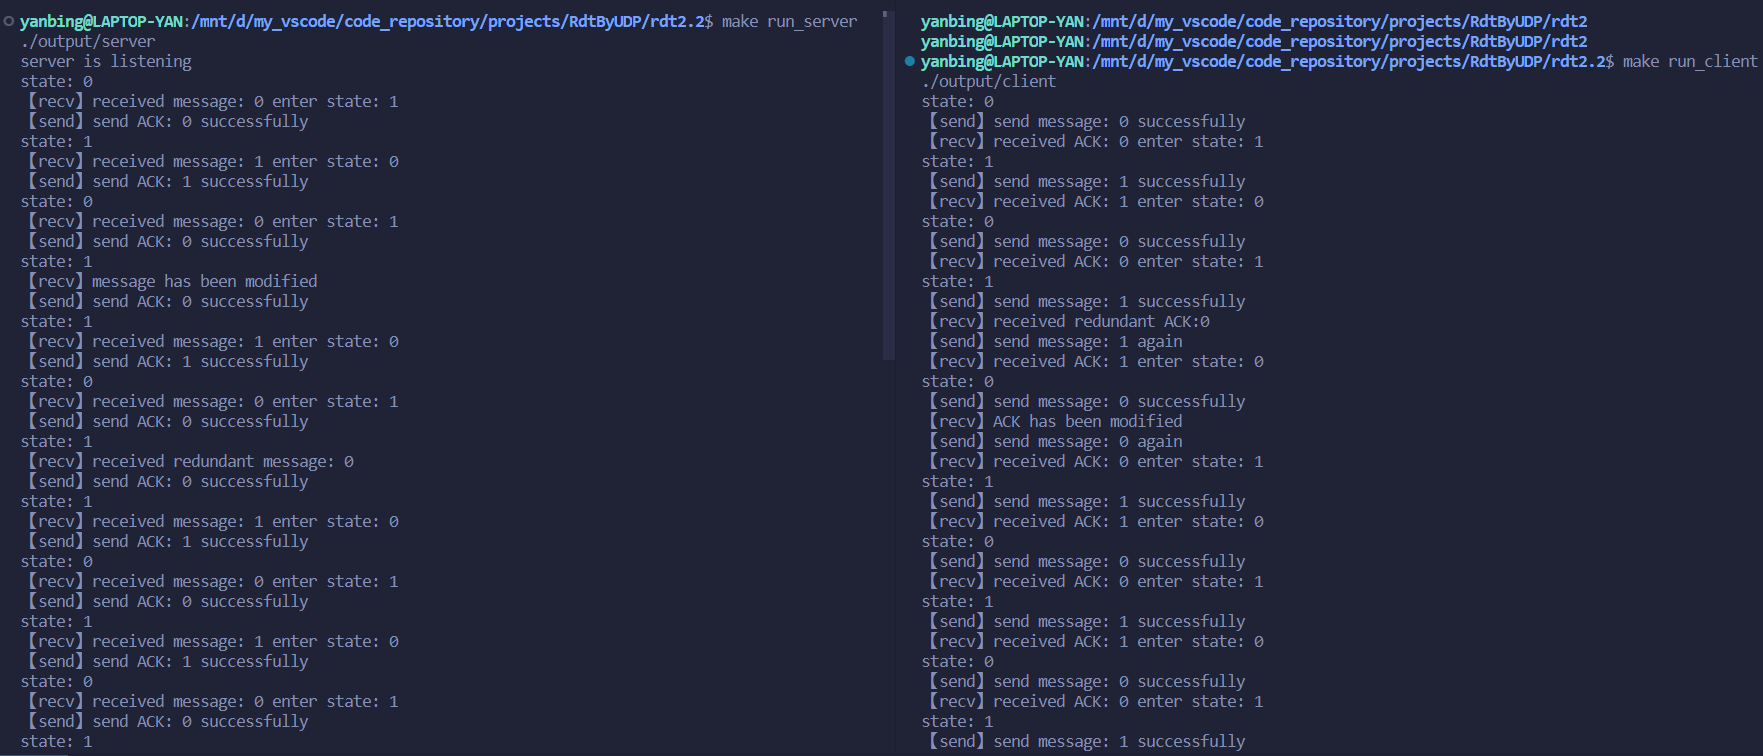 yanbing@LAPTOP-YAN:/mnt/d/my_vscode/code_repository/projects/RdtByUDP/rdt2.2$ make run_server
./output/server
server is listening
state: 0
【recv】received message: 0 enter state: 1
【send】send ACK: 0 successfully
state: 1
【recv】received message: 1 enter state: 0
【send】send ACK: 1 successfully
state: 0
【recv】received message: 0 enter state: 1
【send】send ACK: 0 successfully
state: 1
【recv】message has been modified
【send】send ACK: 0 successfully
state: 1
【recv】received message: 1 enter state: 0
【send】send ACK: 1 successfully
state: 0
【recv】received message: 0 enter state: 1
【send】send ACK: 0 successfully
state: 1
【recv】received redundant message: 0
【send】send ACK: 0 successfully
state: 1
【recv】received message: 1 enter state: 0
【send】send ACK: 1 successfully
state: 0
【recv】received message: 0 enter state: 1
【send】send ACK: 0 successfully
state: 1
【recv】received message: 1 enter state: 0
【send】send ACK: 1 successfully
state: 0
【recv】received message: 0 enter state: 1
【send】send ACK: 0 successfully
state: 1
yanbing@LAPTOP-YAN:/mnt/d/my_vscode/code_repository/projects/RdtByUDP/rdt2
yanbing@LAPTOP-YAN:/mnt/d/my_vscode/code_repository/projects/RdtByUDP/rdt2
yanbing@LAPTOP-YAN:/mnt/d/my_vscode/code_repository/projects/RdtByUDP/rdt2.2$ make run_client
./output/client
state: 0
【send】send message: 0 successfully
【recv】received ACK: 0 enter state: 1
state: 1
【send】send message: 1 successfully
【recv】received ACK: 1 enter state: 0
state: 0
【send】send message: 0 successfully
【recv】received ACK: 0 enter state: 1
state: 1
【send】send message: 1 successfully
【recv】received redundant ACK:0
【send】send message: 1 again
【recv】received ACK: 1 enter state: 0
state: 0
【send】send message: 0 successfully
【recv】ACK has been modified
【send】send message: 0 again
【recv】received ACK: 0 enter state: 1
state: 1
【send】send message: 1 successfully
【recv】received ACK: 1 enter state: 0
state: 0
【send】send message: 0 successfully
【recv】received ACK: 0 enter state: 1
state: 1
【send】send message: 1 successfully
【recv】received ACK: 1 enter state: 0
state: 0
【send】send message: 0 successfully
【recv】received ACK: 0 enter state: 1
state: 1
【send】send message: 1 successfully